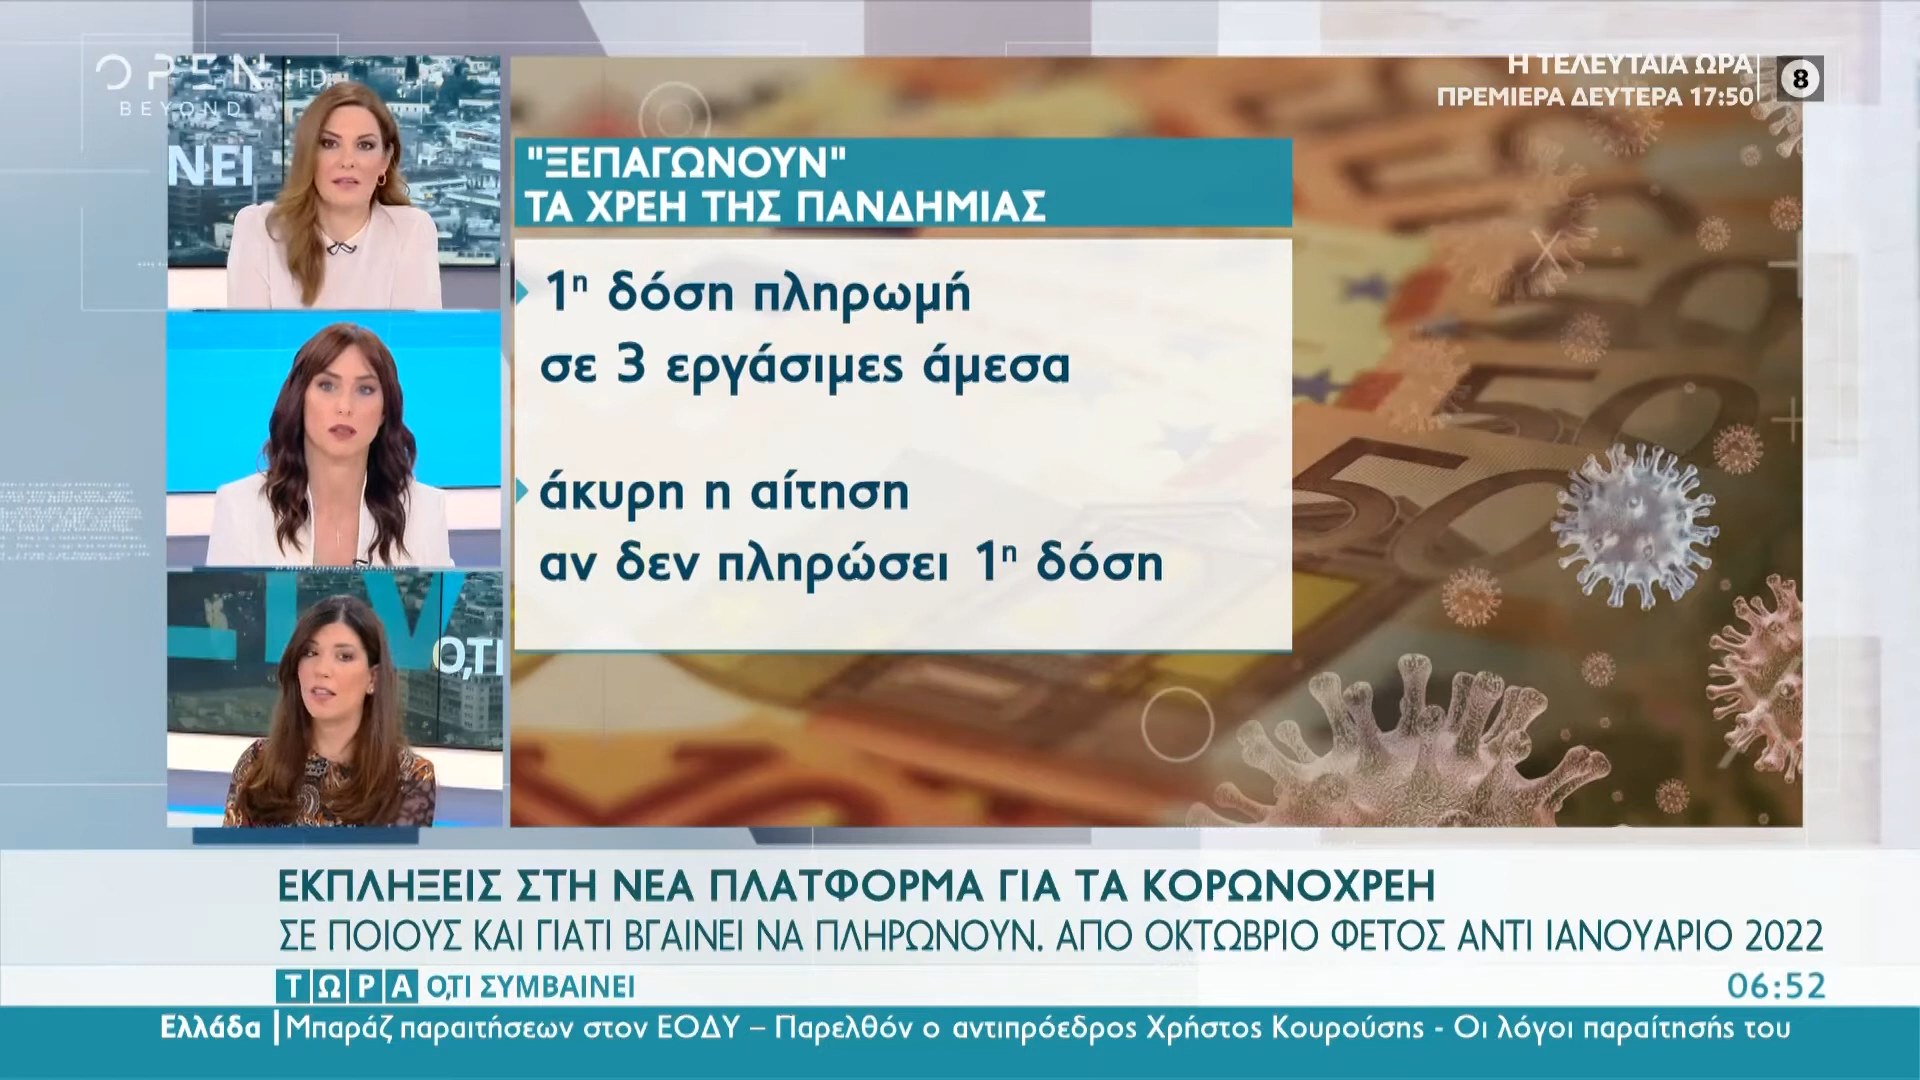 OPEN HD
BEYOND
Η ΤΕΛΕΥΤΑΙΑ ΩΡΑ
ΠΡΕΜΙΕΡΑ ΔΕΥΤΕΡΑ 17:50
8
ΝΕΙ
"ΞΕΠΑΓΩΝΟΥΝ"
ΤΑ ΧΡΕΗ ΤΗΣ ΠΑΝΔΗΜΙΑΣ
1η δόση πληρωμή
σε 3 εργάσιμες άμεσα
άκυρη η αίτηση
αν δεν πληρώσει 1η δόση
Ο,ΤΙ
50
50
ΕΚΠΛΗΞΕΙΣ ΣΤΗ ΝΕΑ ΠΛΑΤΦΟΡΜΑ ΓΙΑ ΤΑ ΚΟΡΩΝΟΧΡΕΗ
ΣΕ ΠΟΙΟΥΣ ΚΑΙ ΓΙΑΤΙ ΒΓΑΙΝΕΙ ΝΑ ΠΛΗΡΩΝΟΥΝ. ΑΠΟ ΟΚΤΩΒΡΙΟ ΦΕΤΟΣ ΑΝΤΙ ΙΑΝΟΥΑΡΙΟ 2022
ΤΩΡΑ Ο,ΤΙ ΣΥΜΒΑΙΝΕΙ
06:52
Ελλάδα | Μπαράζ παραιτήσεων στον ΕΟΔΥ – Παρελθόν ο αντιπρόεδρος Χρήστος Κουρούσης - Οι λόγοι παραίτησής του